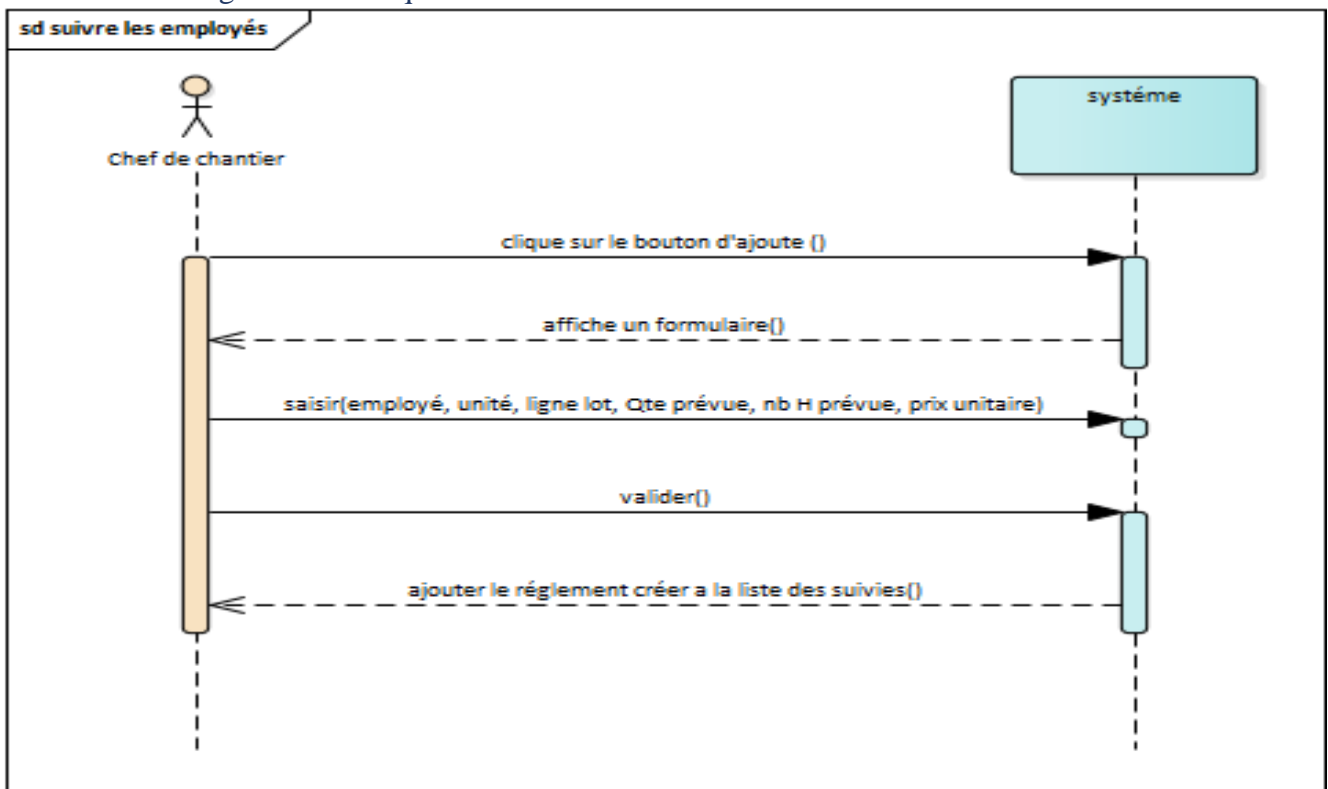 sd suivre les employés
systéme
Chef de chantier
clique sur le bouton d'ajoute ()
affiche un formulaire()
saisir(employé, unité, ligne lot, Qte prévue, nb H prévue, prix unitaire)
valider()
ajouter le réglement créer a la liste des suivies()